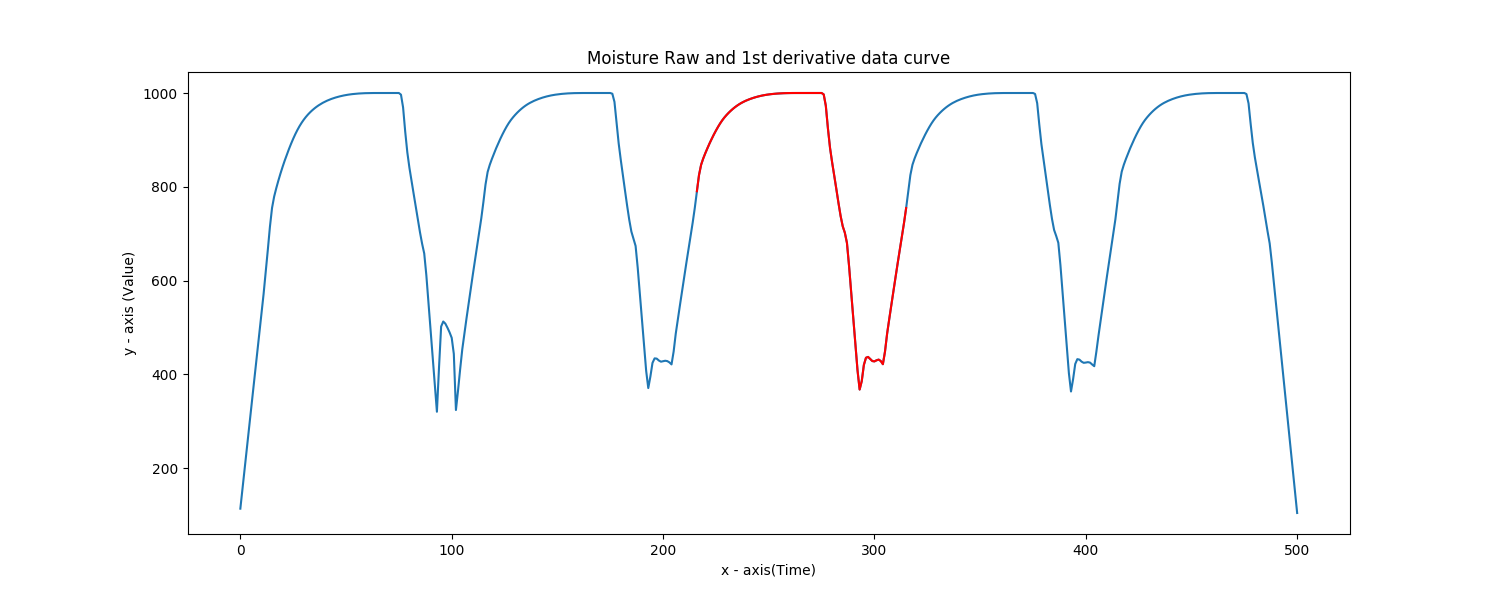 Moisture Raw and 1st derivative data curve
1000
800
600
400
200
y - axis (Value)
0 100 200 300 400 500
x - axis(Time)